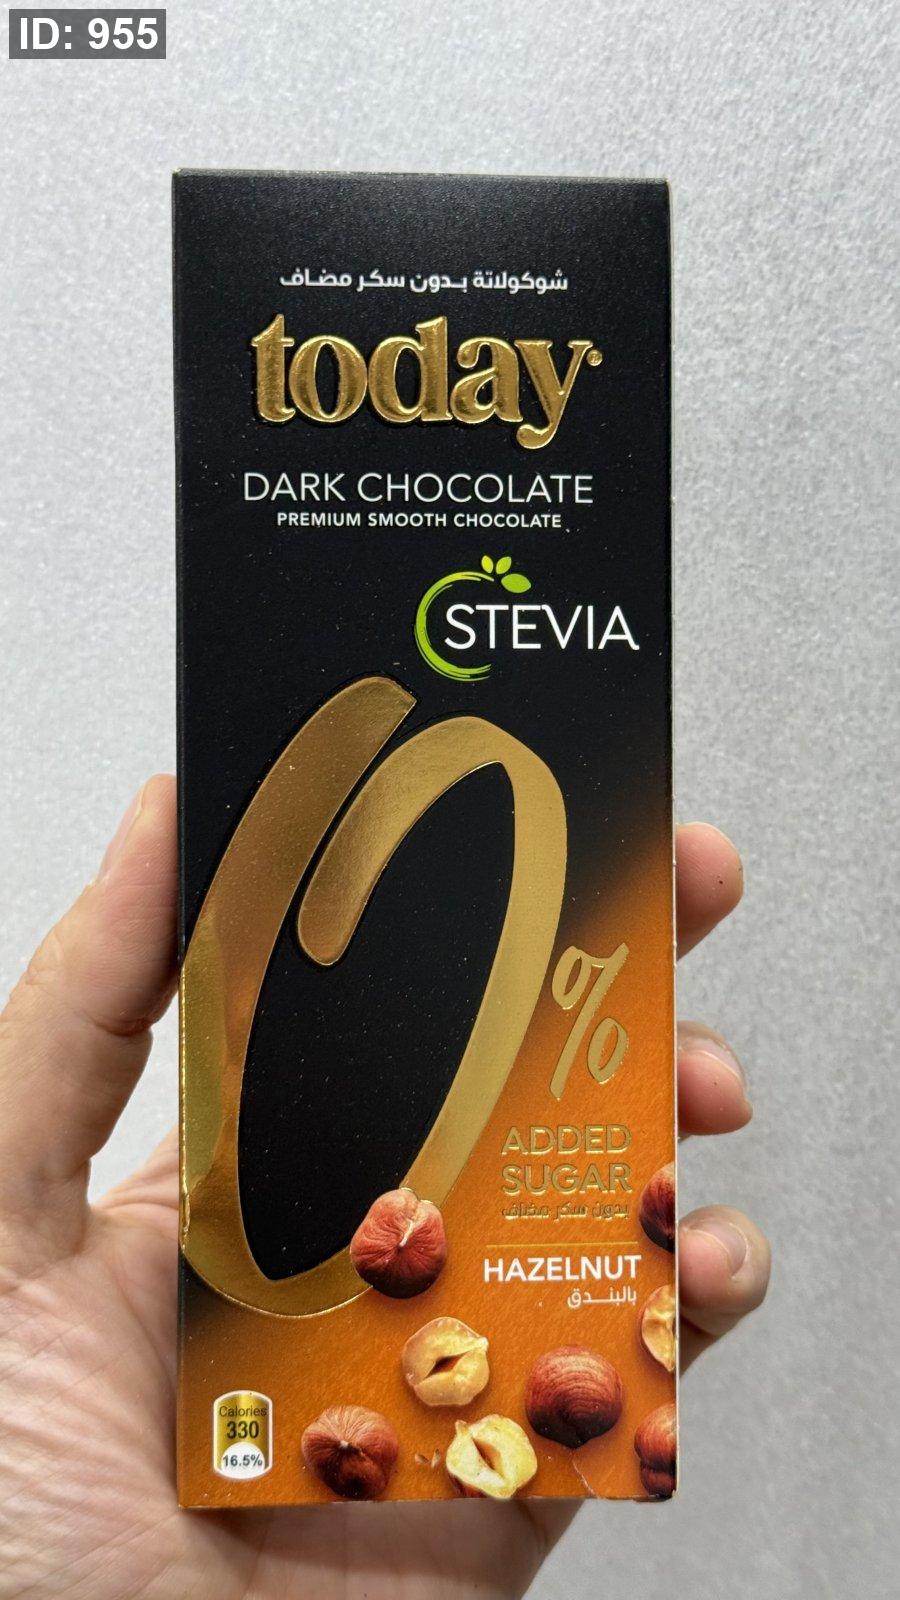 ID: 955
شوكولاتة بدون سكر مضاف
today®
DARK CHOCOLATE
PREMIUM SMOOTH CHOCOLATE
STEVIA
0%
ADDED
SUGAR
بدون سكر مضاف
HAZELNUT
بالبندق
Calories
330
16.5%